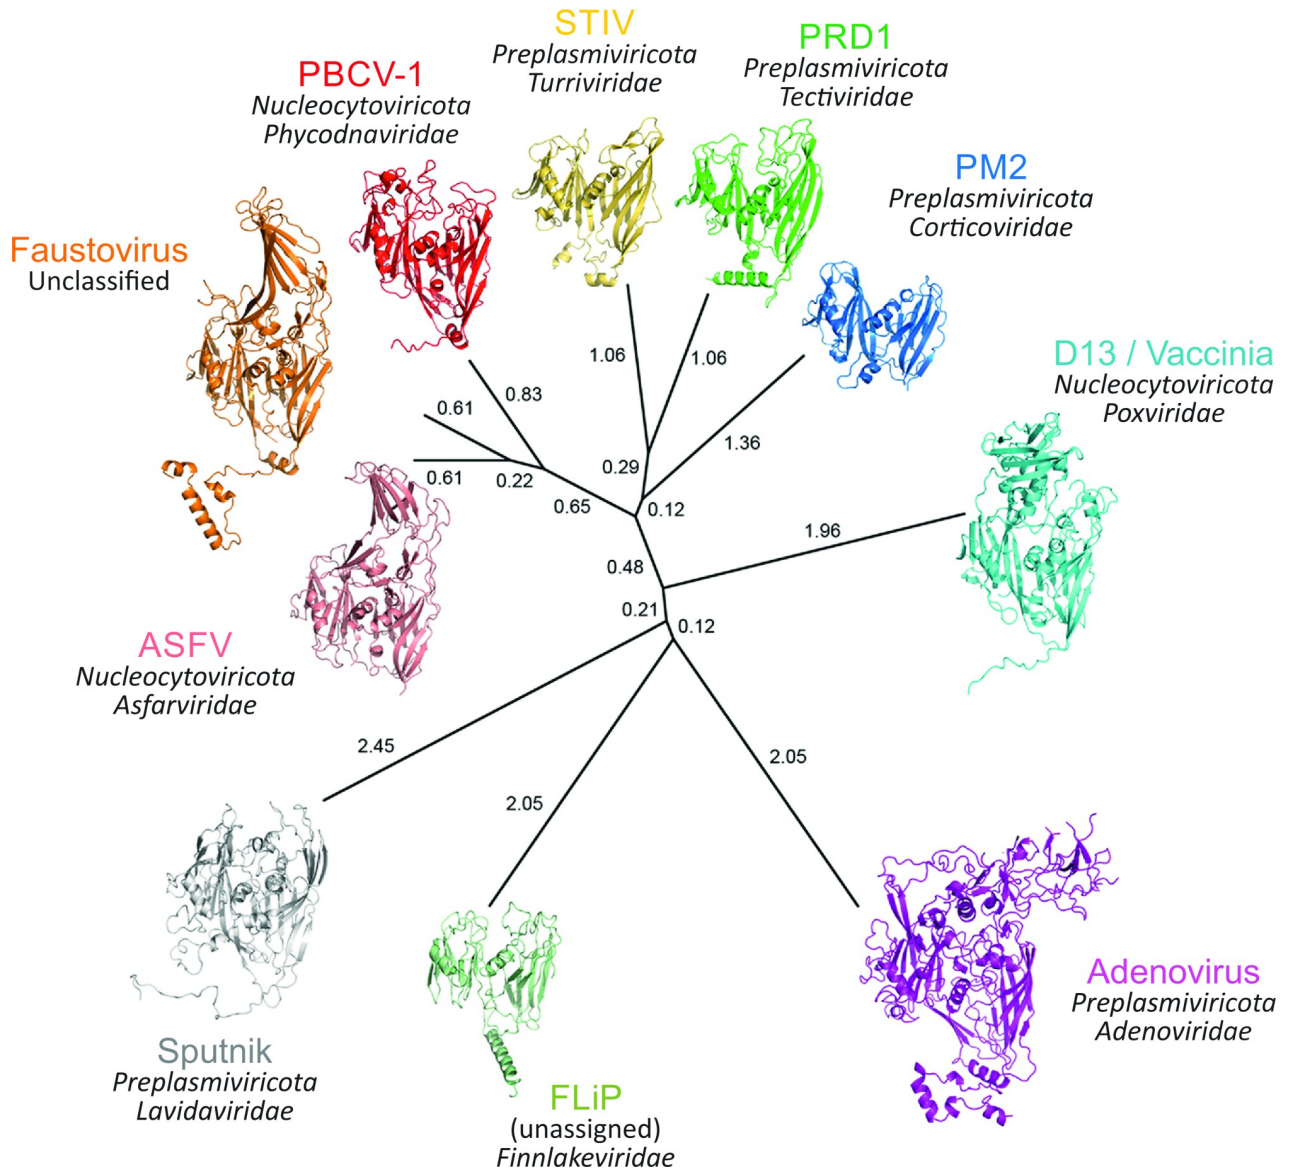 STIV
Preplasmiviricota
Turriviridae
PRD1
Preplasmiviricota
Tectiviridae
PBCV-1
Nucleocytoviricota
Phycodnaviridae
PM2
Preplasmiviricota
Corticoviridae
Faustovirus
Unclassified
D13 / Vaccinia
Nucleocytoviricota
Poxviridae
1.06
1.06
0.83
0.61
1.36
0.29
0.61
0.22
0.65
0.12
1.96
0.48
0.21
0.12
ASFV
Nucleocytoviricota
Asfarviridae
2.45
2.05
2.05
Adenovirus
Preplasmiviricota
Adenoviridae
Sputnik
Preplasmiviricota
Lavidaviridae
FLiP
(unassigned)
Finnlakeviridae